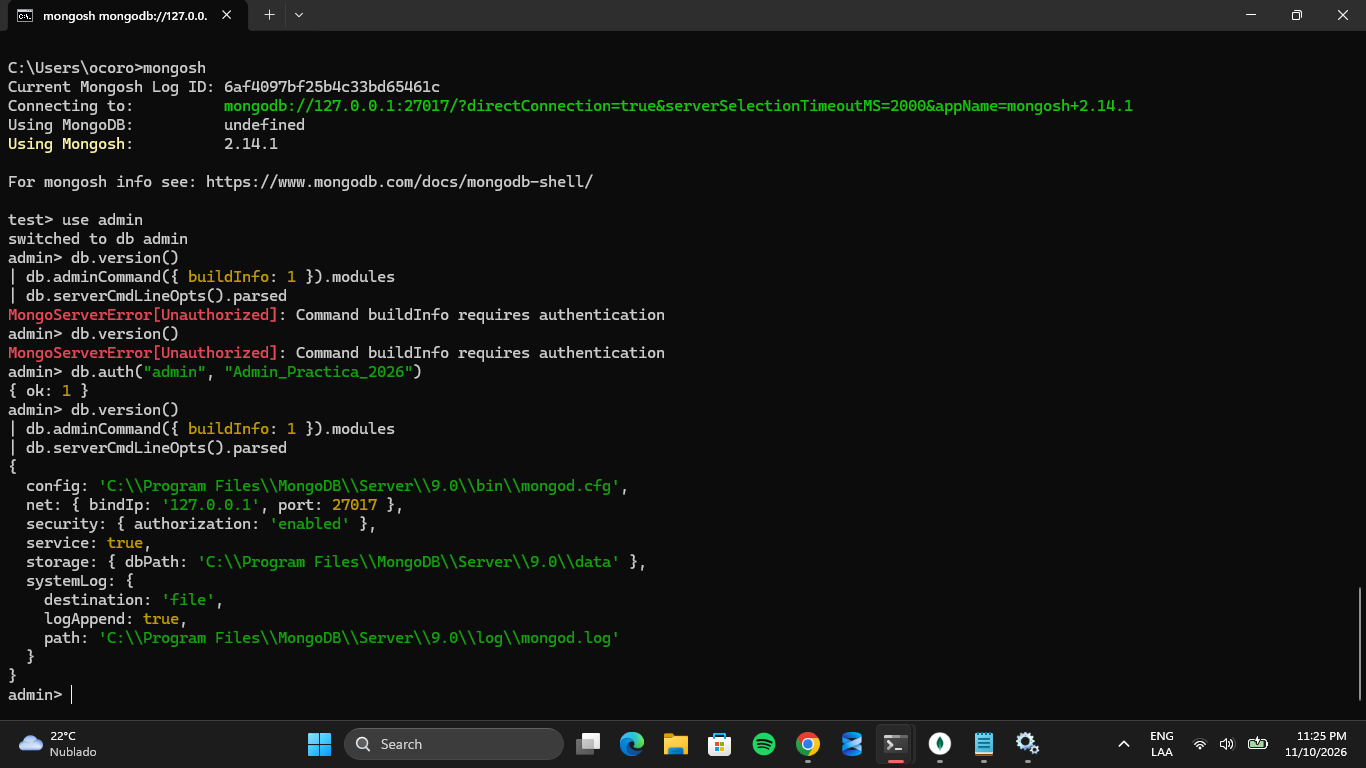 mongosh mongodb://127.0.0.
C:\Users\ocoro>mongosh
Current Mongosh Log ID: 6af4097bf25b4c33bd65461c
Connecting to: mongodb://127.0.0.1:27017/?directConnection=true&serverSelectionTimeoutMS=2000&appName=mongosh+2.14.1
Using MongoDB: undefined
Using Mongosh: 2.14.1
For mongosh info see: https://www.mongodb.com/docs/mongodb-shell/
test> use admin
switched to db admin
admin> db.version()
| db.adminCommand({ buildInfo: 1 }).modules
| db.serverCmdLineOpts().parsed
MongoServerError[Unauthorized]: Command buildInfo requires authentication
admin> db.version()
MongoServerError[Unauthorized]: Command buildInfo requires authentication
admin> db.auth("admin", "Admin_Practica_2026")
{ ok: 1 }
admin> db.version()
| db.adminCommand({ buildInfo: 1 }).modules
| db.serverCmdLineOpts().parsed
{
  config: 'C:\\Program Files\\MongoDB\\Server\\9.0\\bin\\mongod.cfg',
  net: { bindIp: '127.0.0.1', port: 27017 },
  security: { authorization: 'enabled' },
  service: true,
  storage: { dbPath: 'C:\\Program Files\\MongoDB\\Server\\9.0\\data' },
  systemLog: {
    destination: 'file',
    logAppend: true,
    path: 'C:\\Program Files\\MongoDB\\Server\\9.0\\log\\mongod.log'
  }
}
admin>
22°C
Nublado
Search
ENG
LAA
11:25 PM
11/10/2026